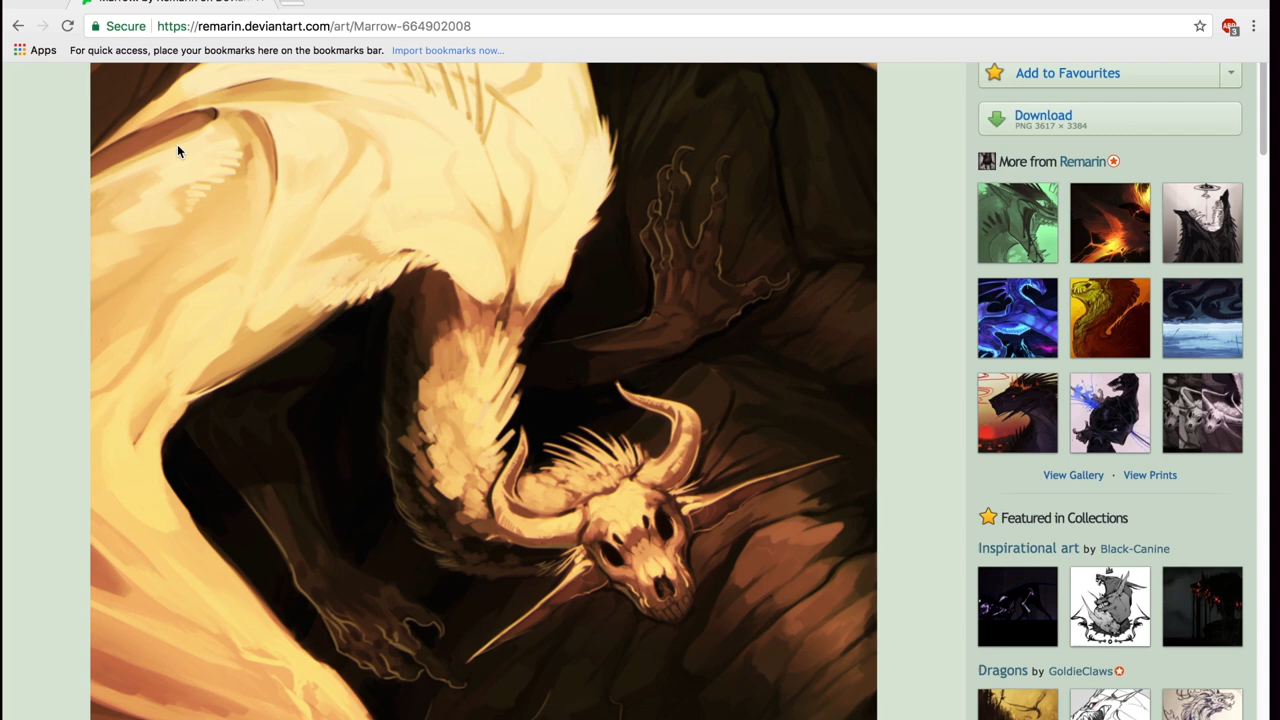 Secure https://remarin.deviantart.com/art/Marrow-664902008
ABP
3
Apps For quick access, place your bookmarks here on the bookmarks bar. Import bookmarks now...
Add to Favourites
Download
PNG 3617 × 3384
More from Remarin
View Gallery · View Prints
Featured in Collections
Inspirational art by Black-Canine
Dragons by GoldieClaws